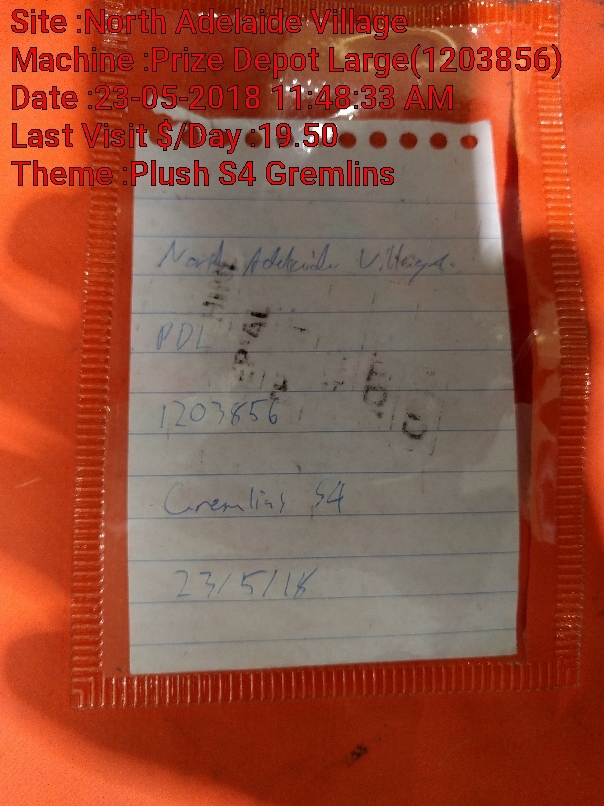 Site :North Adelaide Village
Machine :Prize Depot Large(1203856)
Date :23-05-2018 11:48:33 AM
Last Visit $/Day :19.50
Theme :Plush S4 Gremlins
North Adelaide Village
PDL
1203856
Gremlins S4
23/5/18